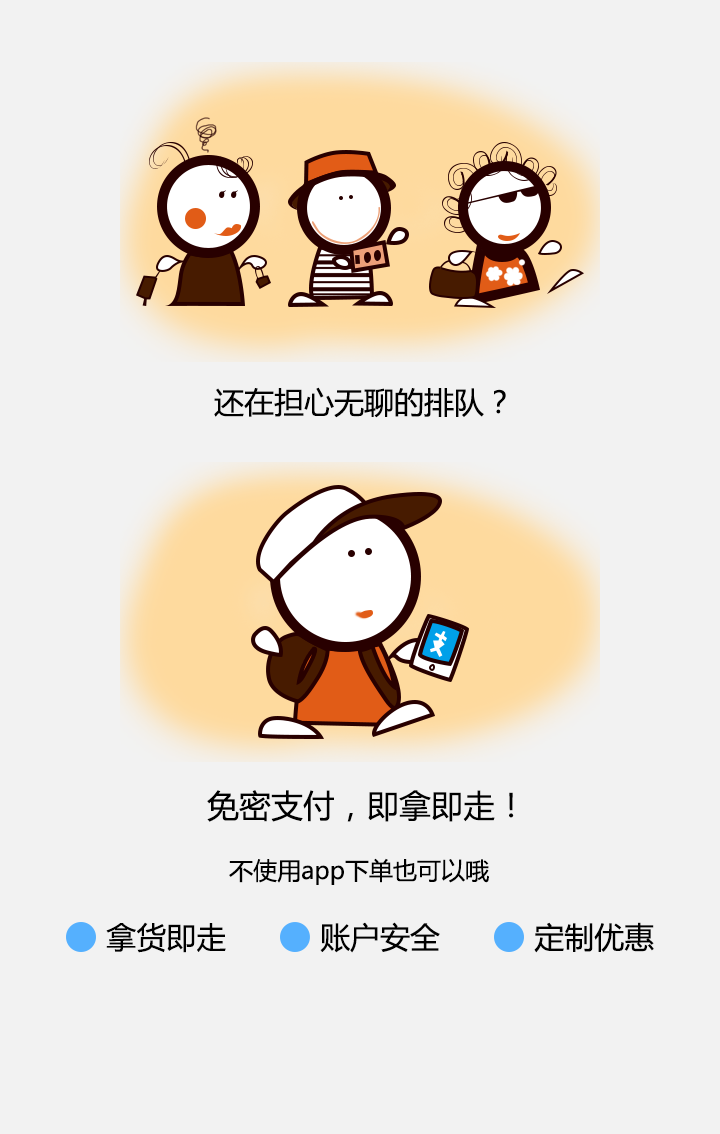 还在担心无聊的排队？
支
免密支付，即拿即走！
不使用app下单也可以哦
拿货即走 账户安全 定制优惠